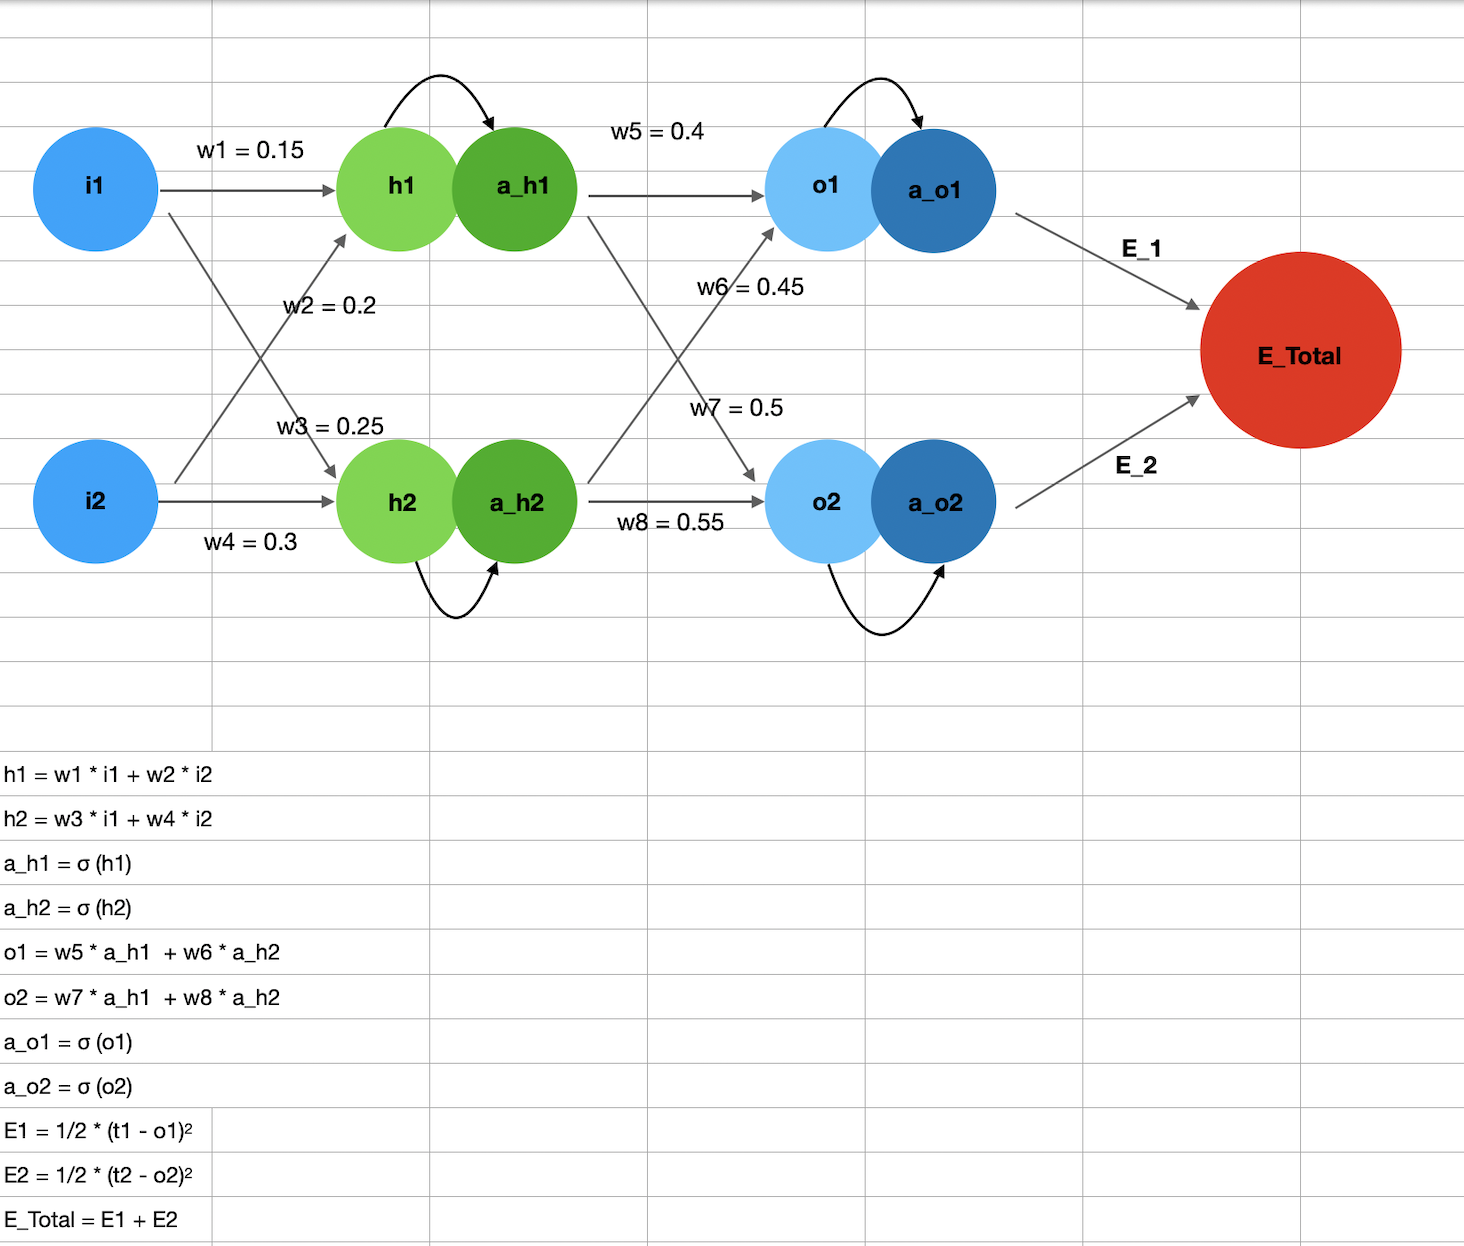 w1 = 0.15
w5 = 0.4
i1
h1
a_h1
o1
a_o1
E_1
w2 = 0.2
w6 = 0.45
E_Total
w3 = 0.25
w7 = 0.5
E_2
i2
h2
a_h2
o2
a_o2
w4 = 0.3
w8 = 0.55
h1 = w1 * i1 + w2 * i2
h2 = w3 * i1 + w4 * i2
a_h1 = σ (h1)
a_h2 = σ (h2)
o1 = w5 * a_h1 + w6 * a_h2
o2 = w7 * a_h1 + w8 * a_h2
a_o1 = σ (o1)
a_o2 = σ (o2)
E1 = 1/2 * (t1 - o1)²
E2 = 1/2 * (t2 - o2)²
E_Total = E1 + E2